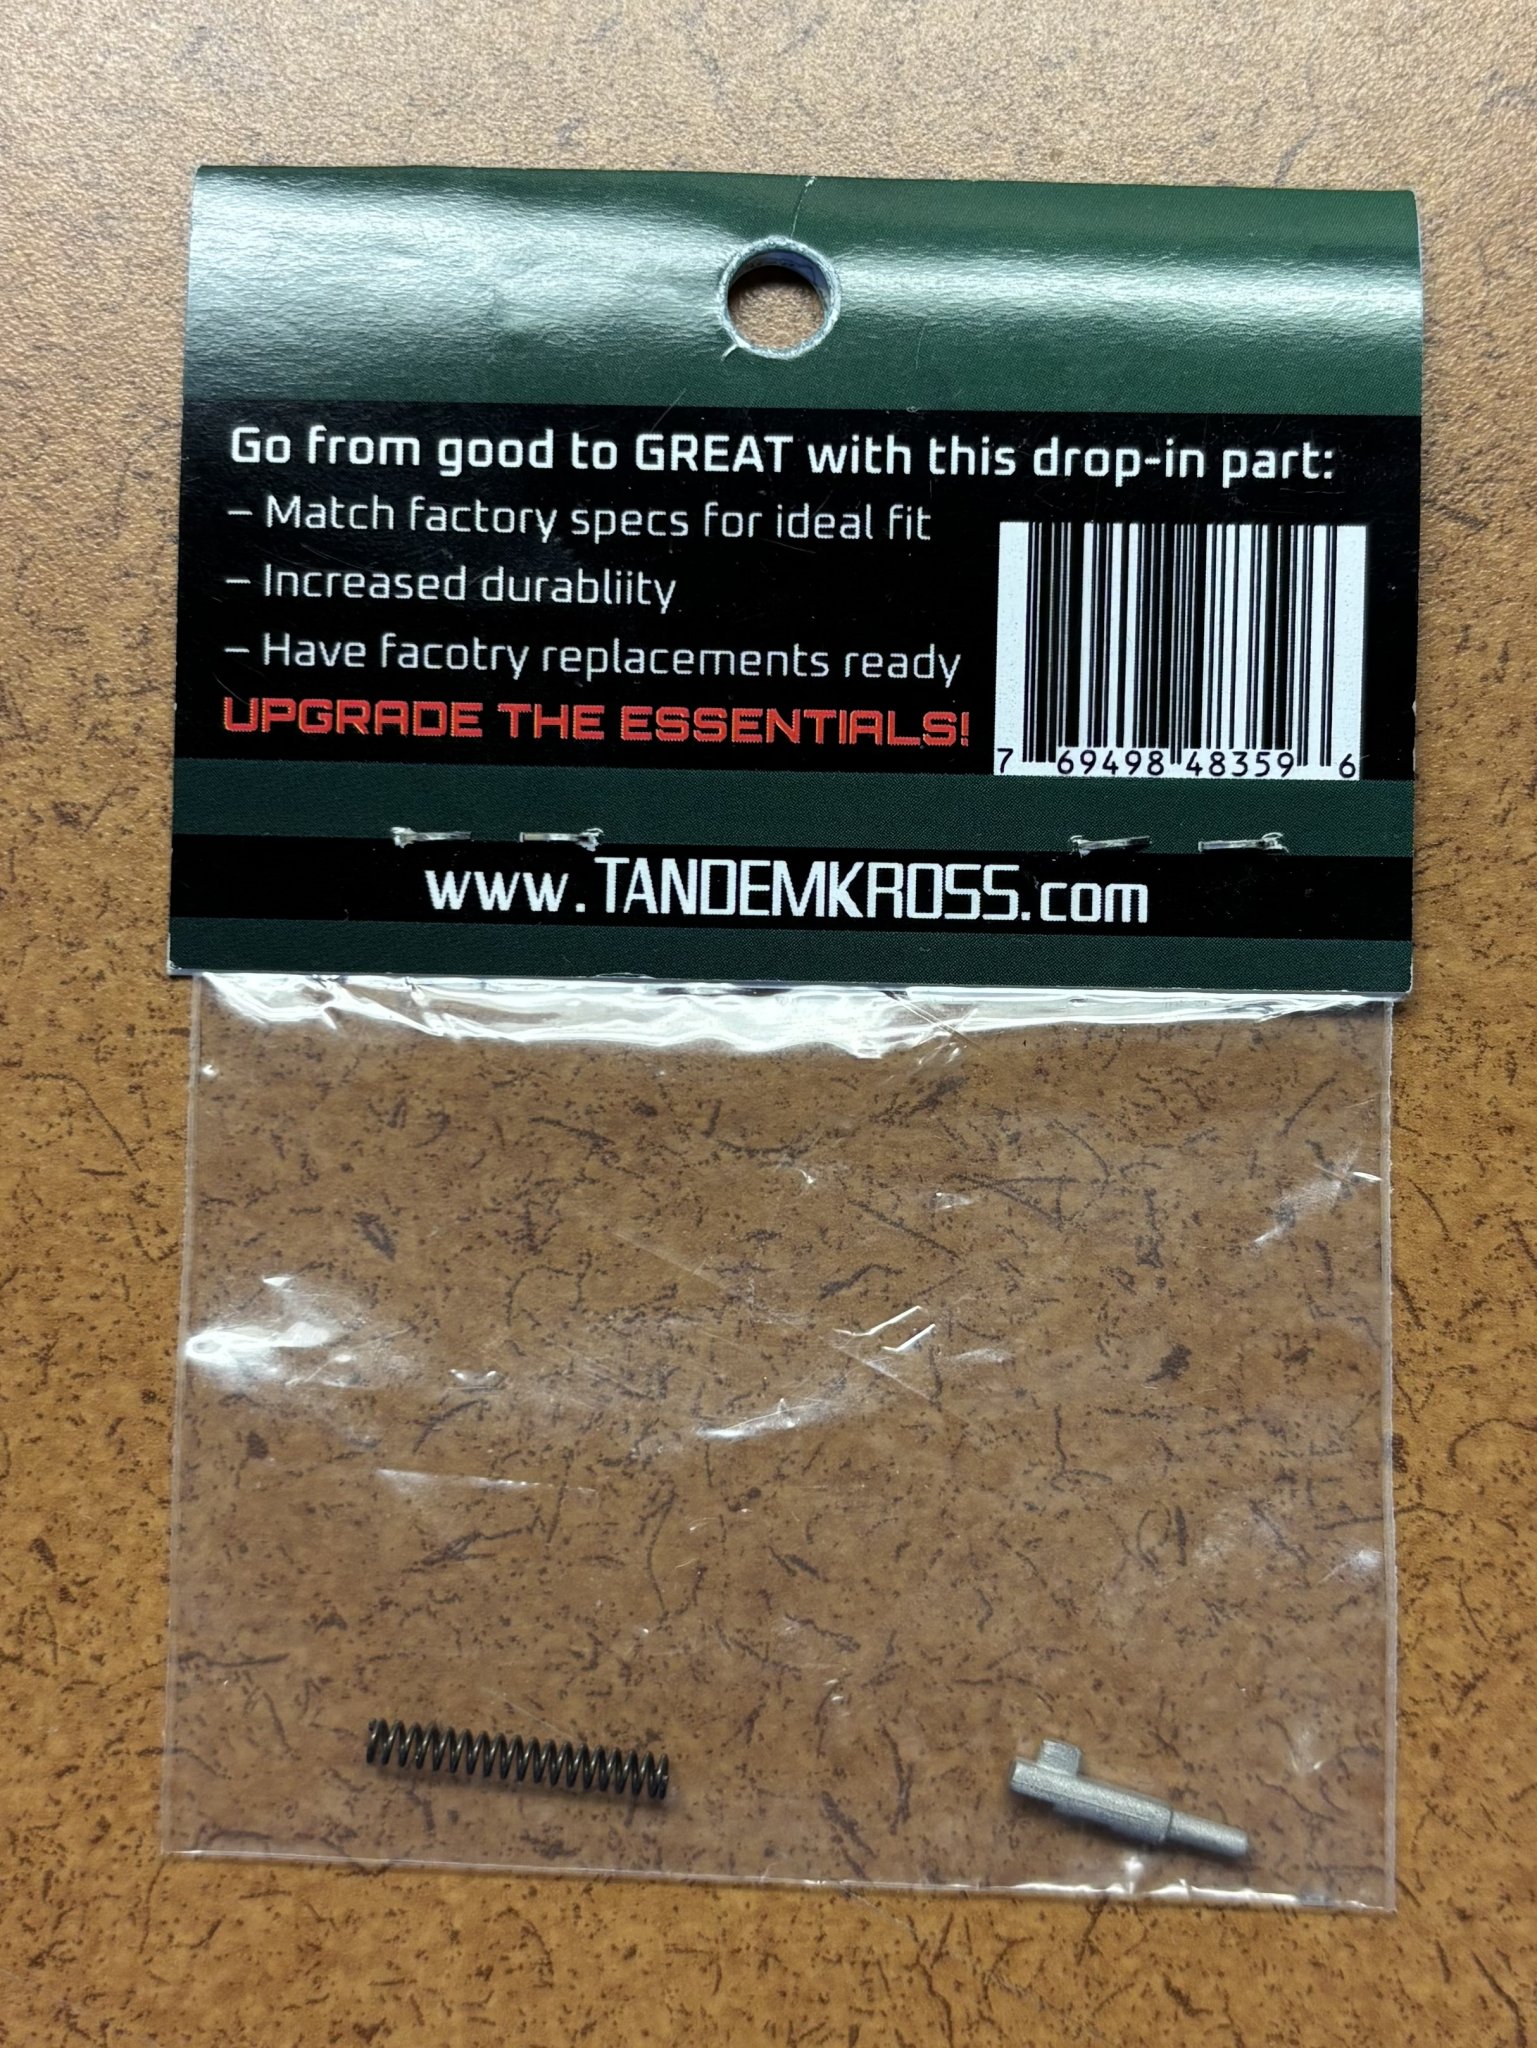 Go from good to GREAT with this drop-in part:
– Match factory specs for ideal fit
– Increased durabliity
– Have facotry replacements ready
UPGRADE THE ESSENTIALS!
7 69498 48359 6
www.TANDEMKROSS.com